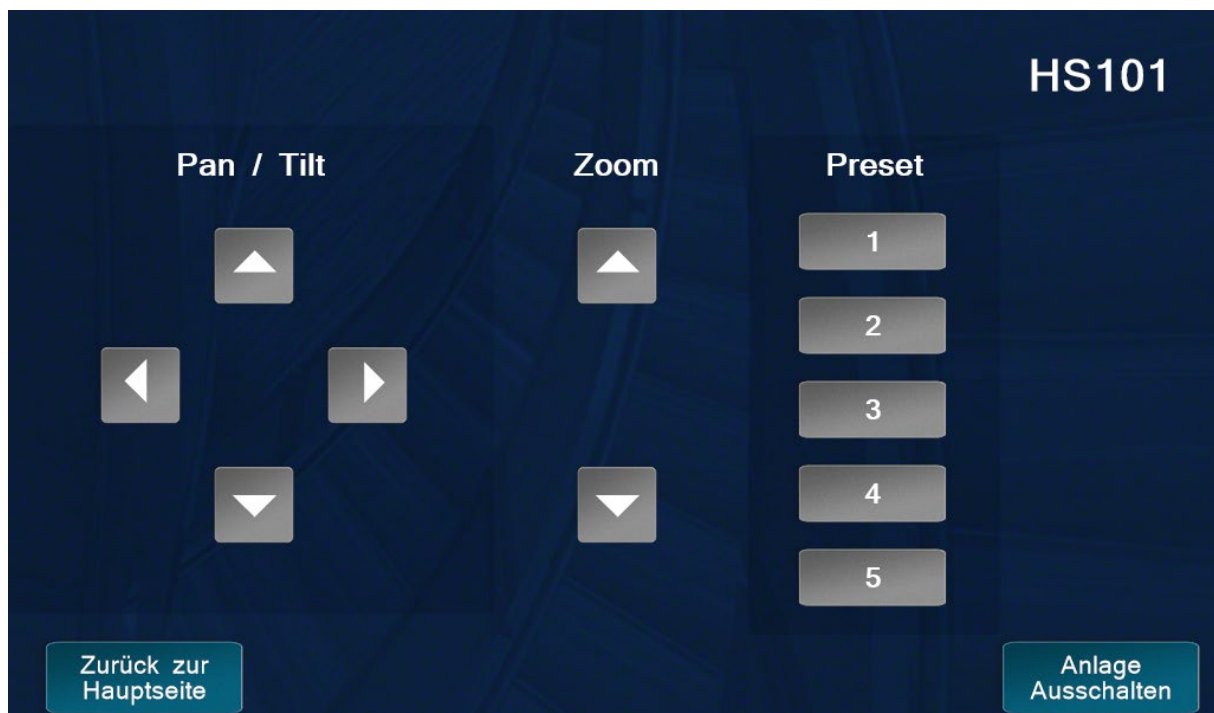 HS101
Pan / Tilt
Zoom
Preset
1
2
3
4
5
Zurück zur
Hauptseite
Anlage
Ausschalten